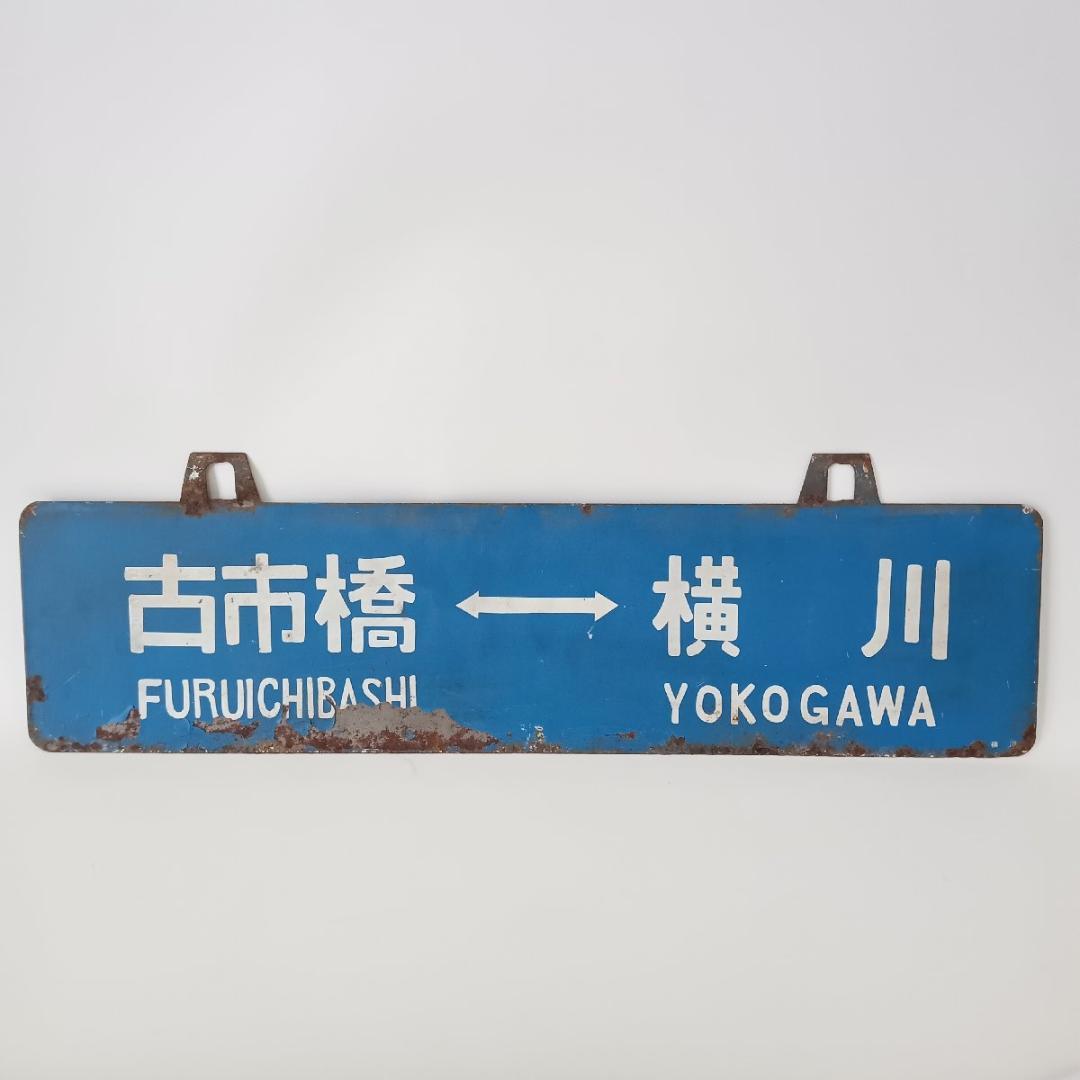 古市橋 ←→ 横川
FURUICHIBASHI YOKOGAWA